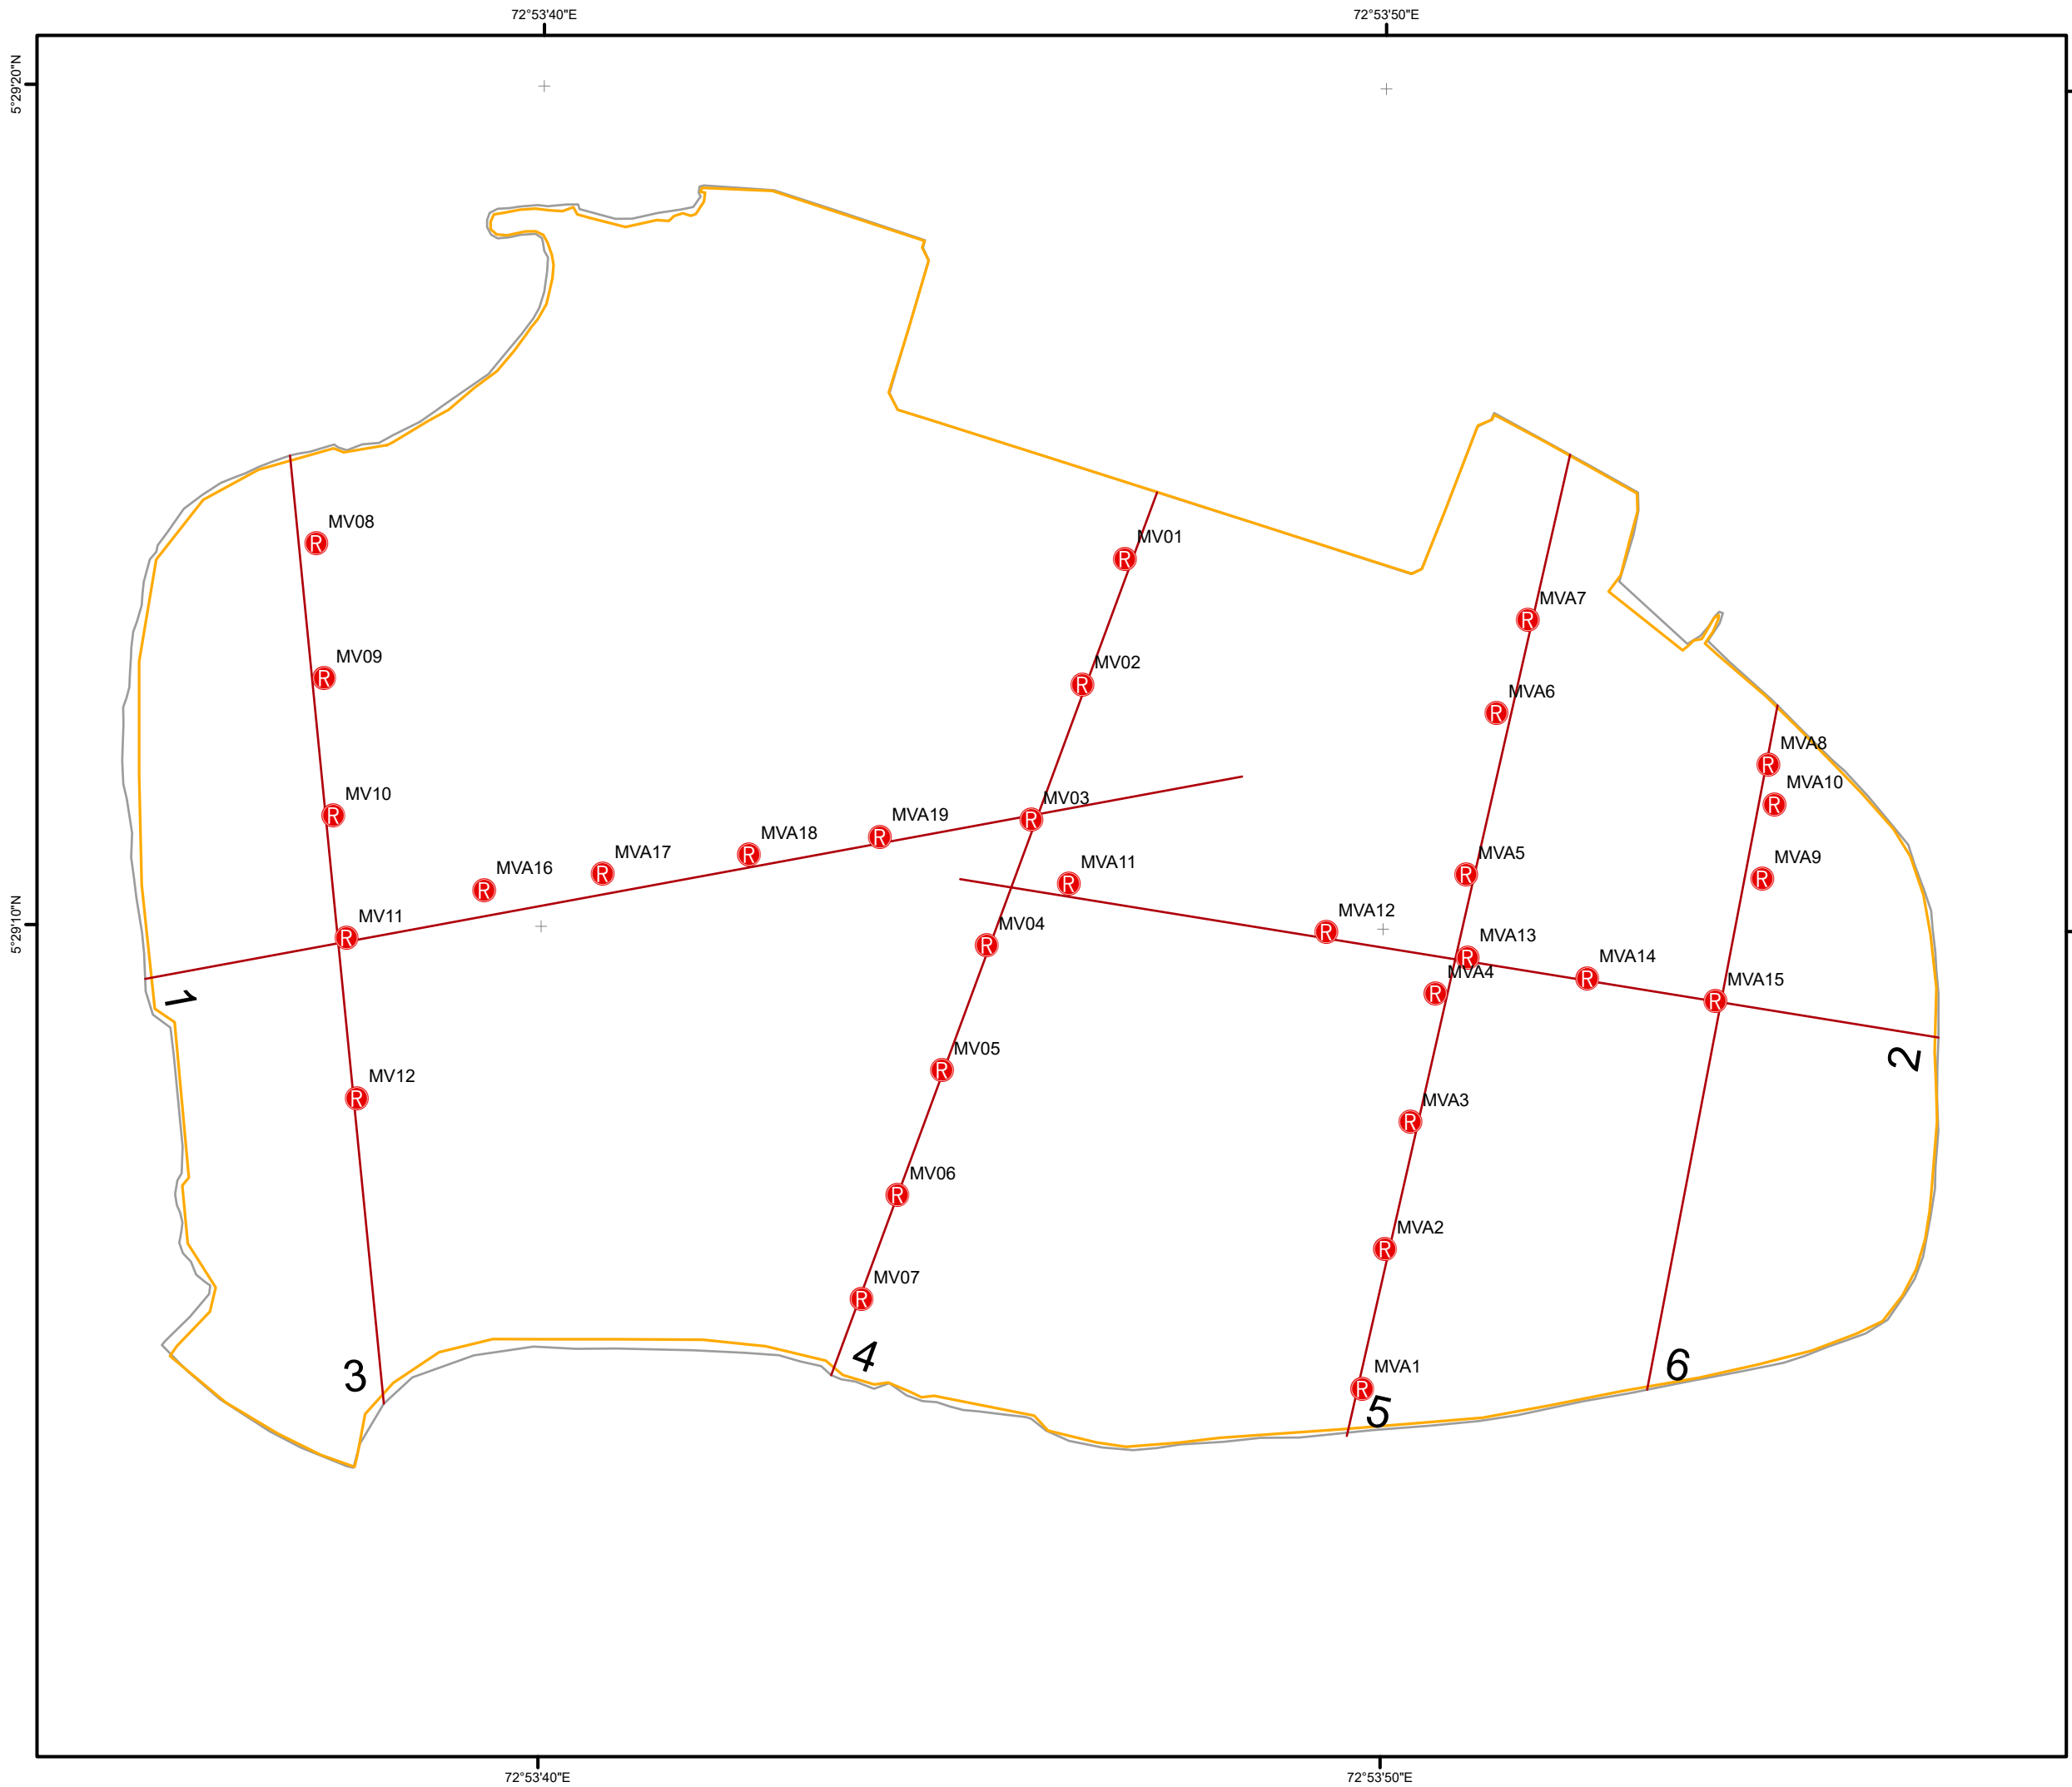 72°53'40"E
72°53'50"E
5°29'20"N
MV08
R
MV01
R
MVA7
R
MV09
R
MV02
R
MVA6
R
MVA8
R
MV10
R
MVA10
R
MV03
R
MVA19
R
MVA18
R
MVA17
R
MVA16
R
MVA11
R
MVA5
R
MVA9
R
5°29'10"N
MV11
R
MV04
R
MVA12
R
MVA13
R
MVA4
R
MVA14
R
MVA15
R
1
2
MV05
R
MV12
R
MVA3
R
MV06
R
MVA2
R
MV07
R
3
4
MVA1
R
5
6
72°53'40"E
72°53'50"E